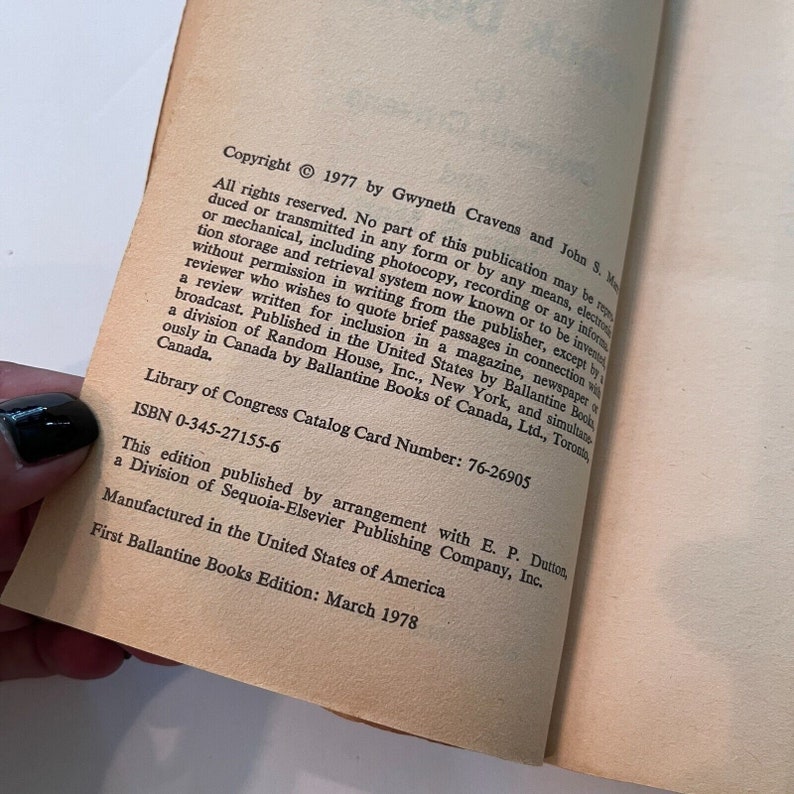 Copyright © 1977 by Gwyneth Cravens and John S.
All rights reserved. No part of this publication may be repro-
duced or transmitted in any form or by any means, electronic
or mechanical, including photocopy, recording or any informa-
tion storage and retrieval system now known or to be invented,
without permission in writing from the publisher, except by a
reviewer who wishes to quote brief passages in connection with
a review written for inclusion in a magazine, newspaper or
broadcast. Published in the United States by Ballantine Books,
a division of Random House, Inc., New York, and simultane-
ously in Canada by Ballantine Books of Canada, Ltd., Toronto,
Canada.
Library of Congress Catalog Card Number: 76-26905
ISBN 0-345-27155-6
This edition published by arrangement with E. P. Dutton,
a Division of Sequoia-Elsevier Publishing Company, Inc.
Manufactured in the United States of America
First Ballantine Books Edition: March 1978